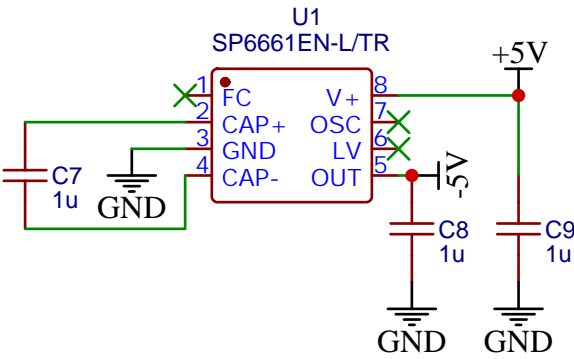 U1
SP6661EN-L/TR
+5V
1
FC
V+
8
2
CAP+
OSC
7
3
GND
LV
6
4
CAP-
OUT
5
-5V
C7
1u
GND
C8
1u
C9
1u
GND
GND